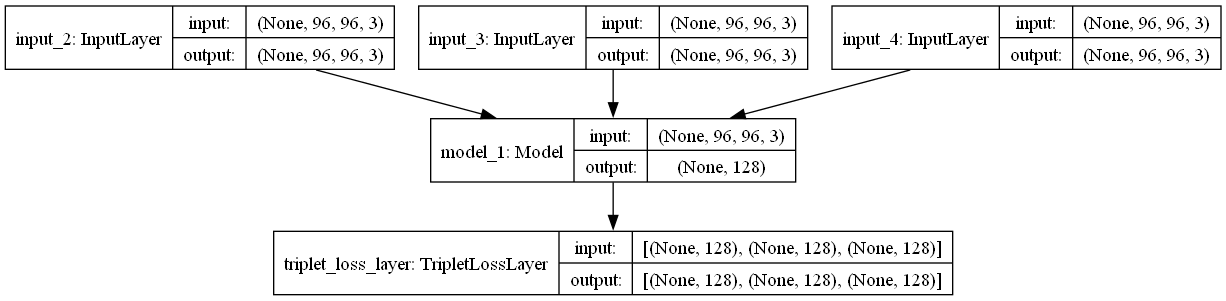 input_2: InputLayer
input: (None, 96, 96, 3)
output: (None, 96, 96, 3)
input_3: InputLayer
input: (None, 96, 96, 3)
output: (None, 96, 96, 3)
input_4: InputLayer
input: (None, 96, 96, 3)
output: (None, 96, 96, 3)
model_1: Model
input: (None, 96, 96, 3)
output: (None, 128)
triplet_loss_layer: TripletLossLayer
input: [(None, 128), (None, 128), (None, 128)]
output: [(None, 128), (None, 128), (None, 128)]